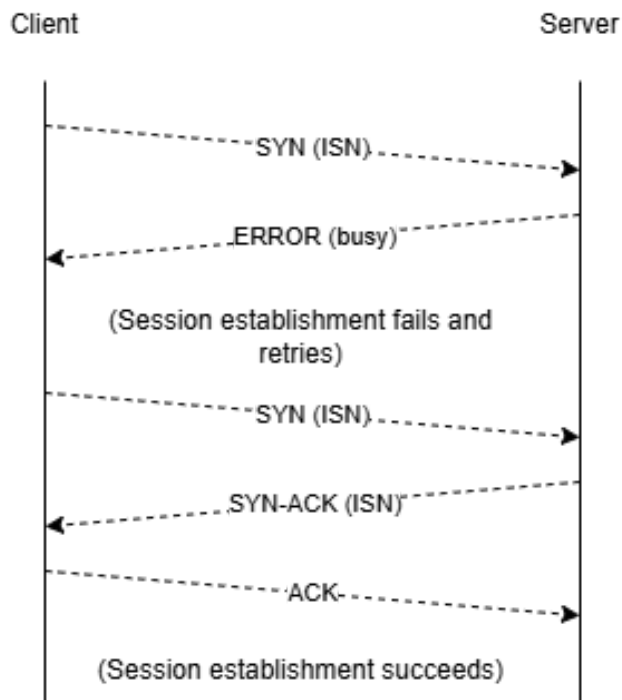 Client Server
SYN (ISN)
ERROR (busy)
(Session establishment fails and
retries)
SYN (ISN)
SYN-ACK (ISN)
ACK
(Session establishment succeeds)